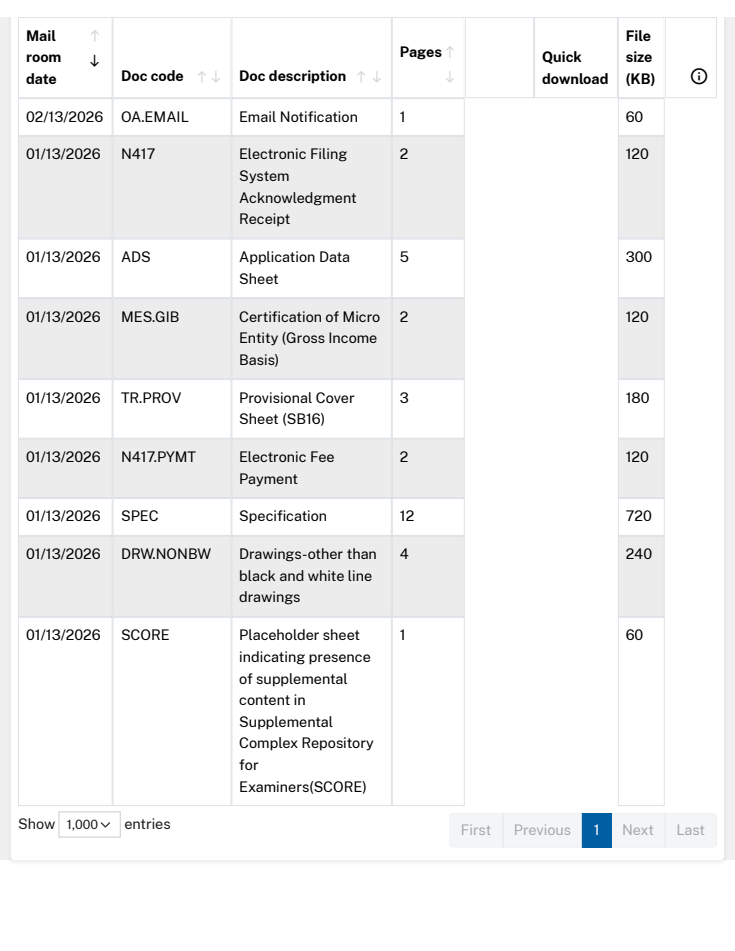 Mail room date Doc code Doc description Pages Quick download File size (KB)
02/13/2026 OA.EMAIL Email Notification 1 60
01/13/2026 N417 Electronic Filing 2 120
System
Acknowledgment
Receipt
01/13/2026 ADS Application Data 5 300
Sheet
01/13/2026 MES.GIB Certification of Micro 2 120
Entity (Gross Income
Basis)
01/13/2026 TR.PROV Provisional Cover 3 180
Sheet (SB16)
01/13/2026 N417.PYMT Electronic Fee 2 120
Payment
01/13/2026 SPEC Specification 12 720
01/13/2026 DRW.NONBW Drawings-other than 4 240
black and white line
drawings
01/13/2026 SCORE Placeholder sheet 1 60
indicating presence
of supplemental
content in
Supplemental
Complex Repository
for
Examiners(SCORE)
Show 1,000 entries First Previous 1 Next Last